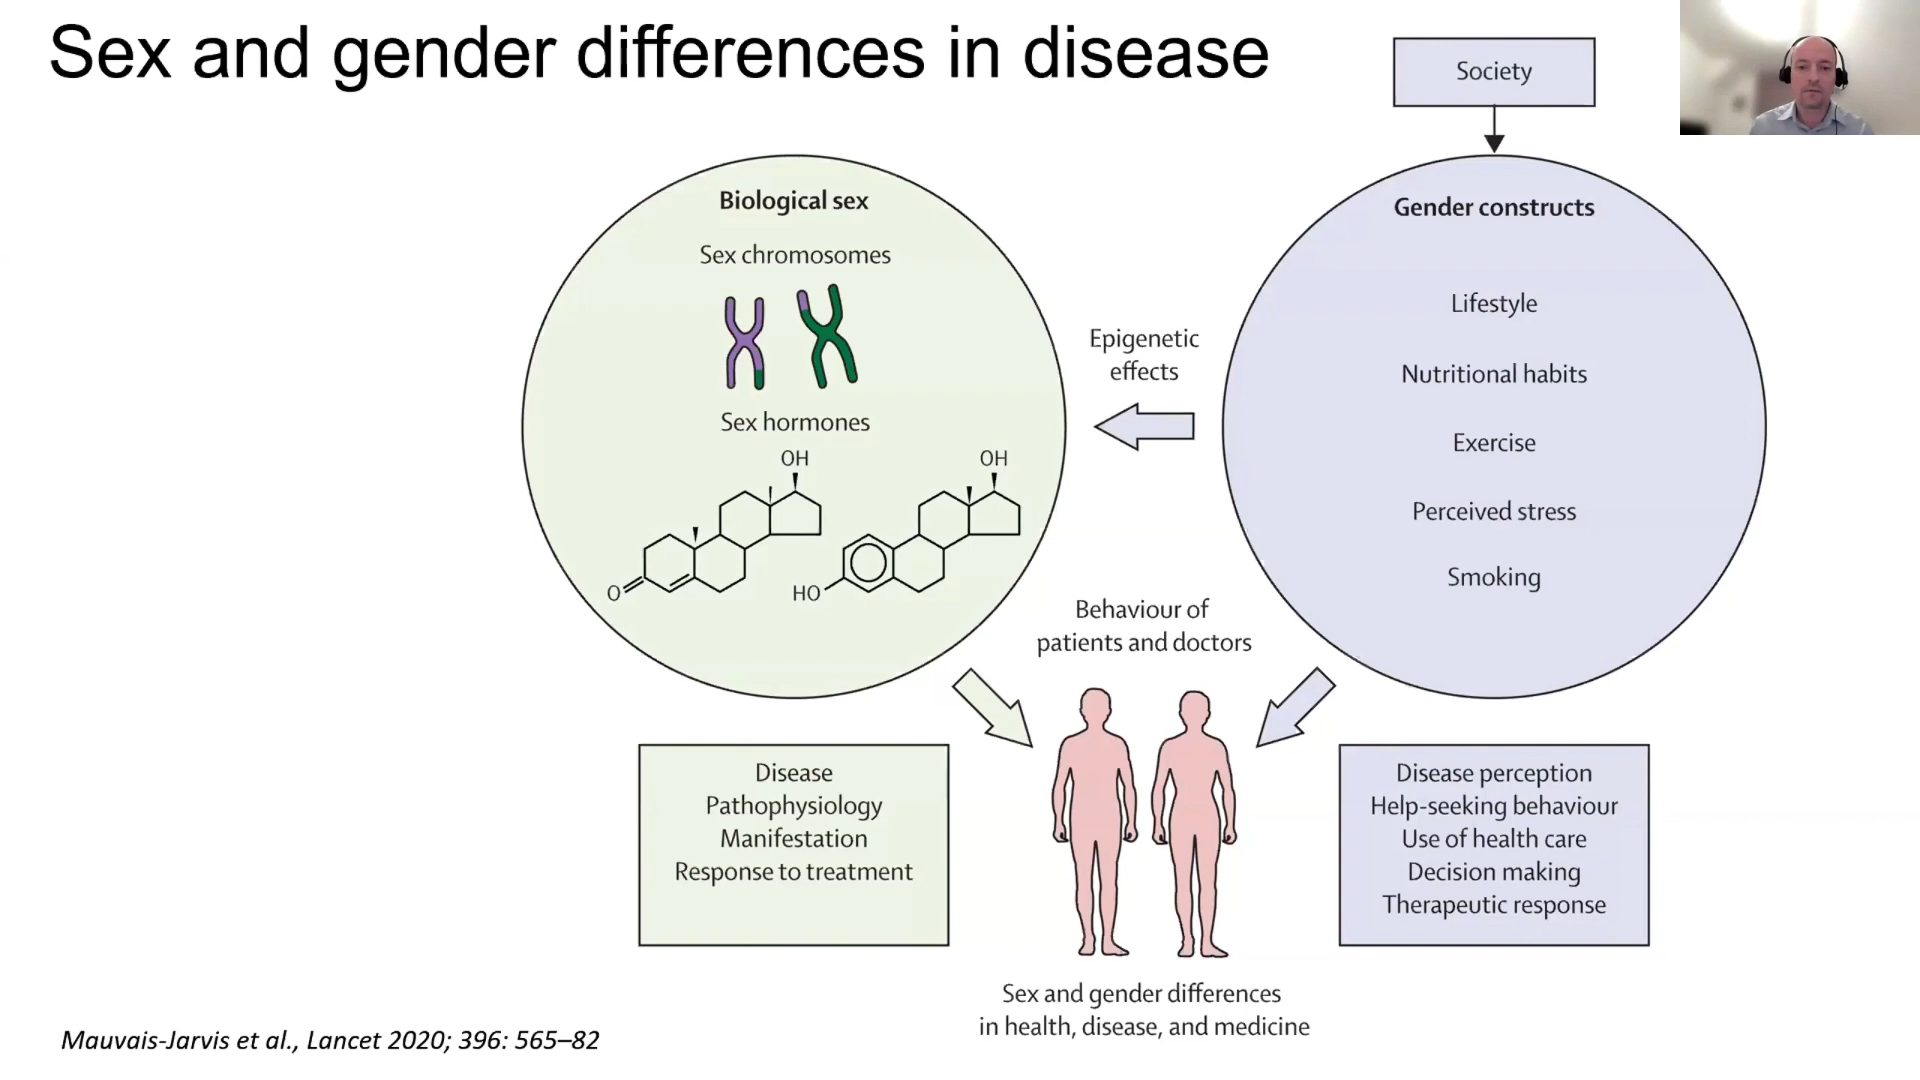 Sex and gender differences in disease
Society
Biological sex
Sex chromosomes
Sex hormones
OH
O
OH
HO
Epigenetic
effects
Gender constructs
Lifestyle
Nutritional habits
Exercise
Perceived stress
Smoking
Behaviour of
patients and doctors
Disease
Pathophysiology
Manifestation
Response to treatment
Disease perception
Help-seeking behaviour
Use of health care
Decision making
Therapeutic response
Sex and gender differences
in health, disease, and medicine
Mauvais-Jarvis et al., Lancet 2020; 396: 565–82